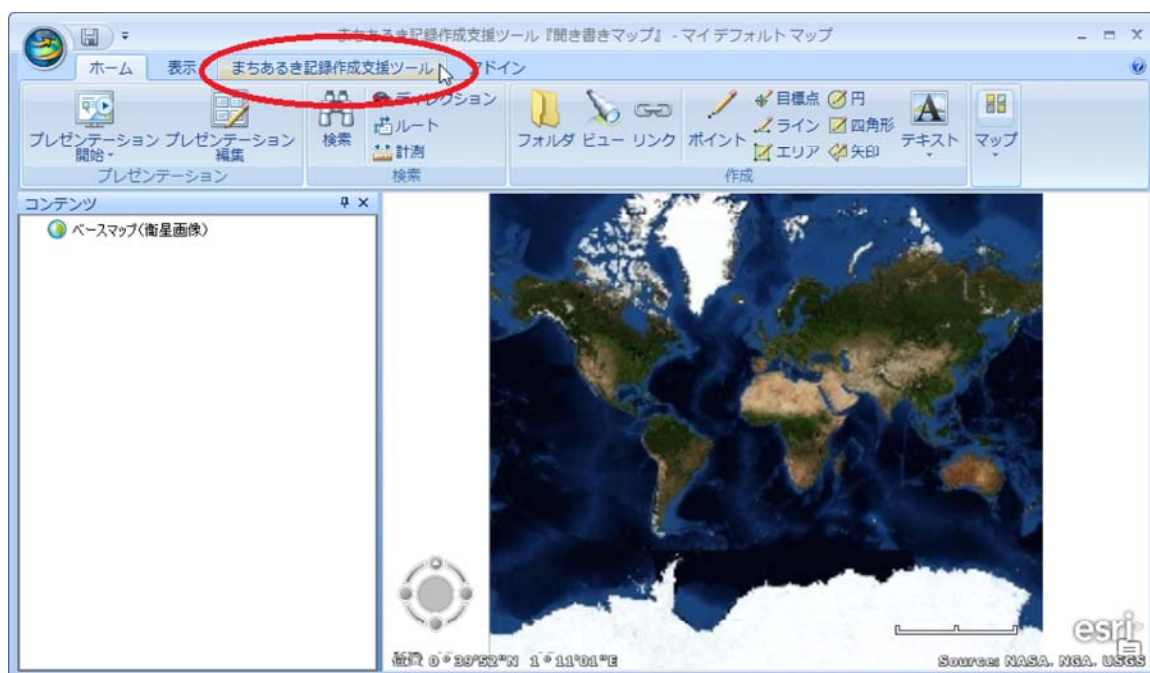 まちあるき記録作成支援ツール『聞き書きマップ』 - マイ デフォルト マップ
ホーム 表示 まちあるき記録作成支援ツール アドイン
プレゼンテーション開始
プレゼンテーション編集
プレゼンテーション
検索
ディレクション
ルート
計測
検索
フォルダ ビュー リンク ポイント
目標点 円
ライン 四角形
エリア 矢印
テキスト
作成
マップ
コンテンツ
ベースマップ(衛星画像)
esri
0°39'52"N 1°11'01"E
Sources: NASA, NGA, USGS